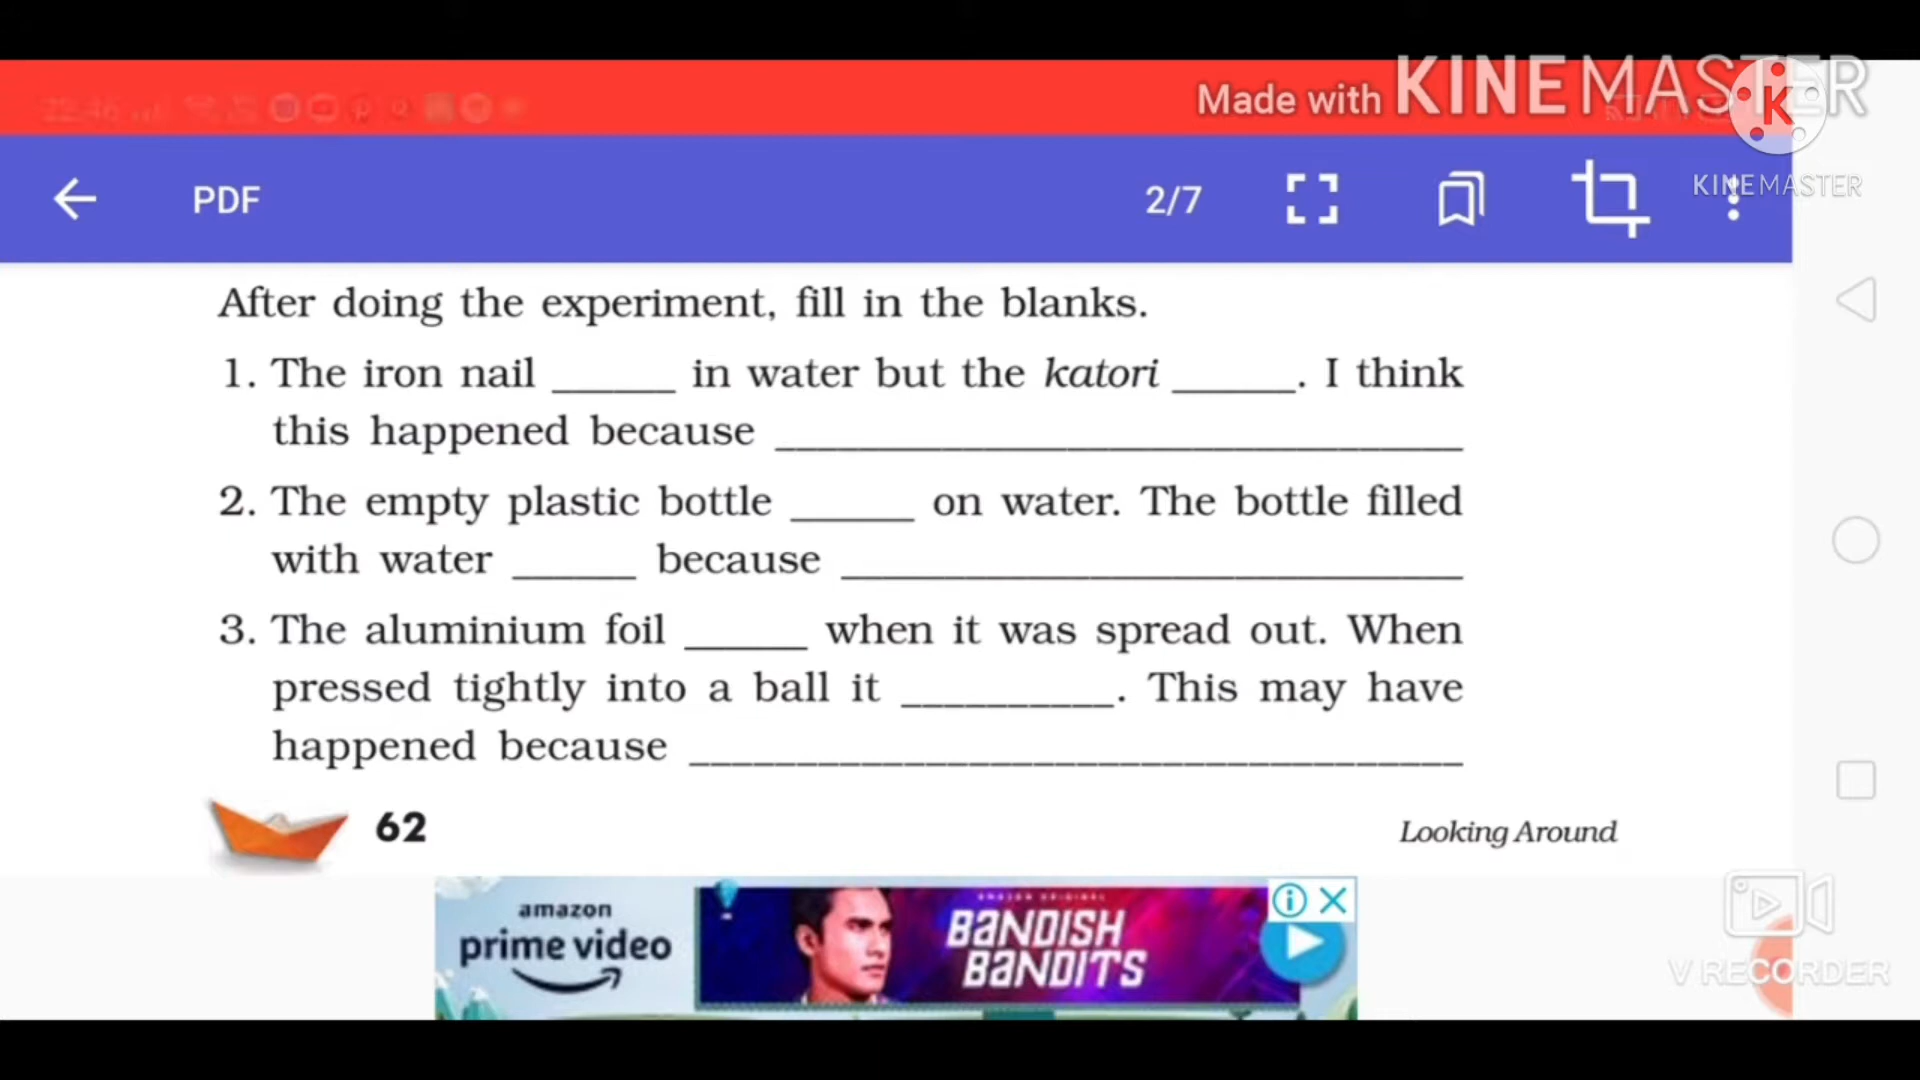 Made with KINEMASTER
KINEMASTER
PDF 2/7
After doing the experiment, fill in the blanks.
1. The iron nail ______ in water but the katori ______. I think
this happened because ______________________________
2. The empty plastic bottle ______ on water. The bottle filled
with water ______ because ______________________________
3. The aluminium foil ______ when it was spread out. When
pressed tightly into a ball it __________. This may have
happened because ______________________________
62
Looking Around
amazon
prime video
BANDISH
BANDITS
V RECORDER